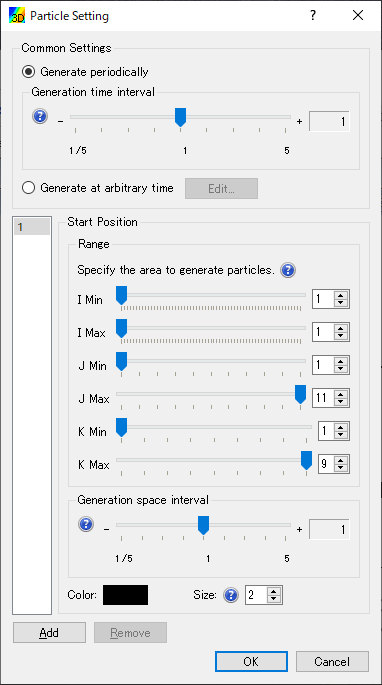 3D Particle Setting ? ×
Common Settings
Generate periodically
Generation time interval
? - + 1
1/5 1 5
Generate at arbitrary time Edit...
1
Start Position
Range
Specify the area to generate particles. ?
I Min 1
I Max 1
J Min 1
J Max 11
K Min 1
K Max 9
Generation space interval
? - + 1
1/5 1 5
Color: Size: ? 2
Add Remove
OK Cancel